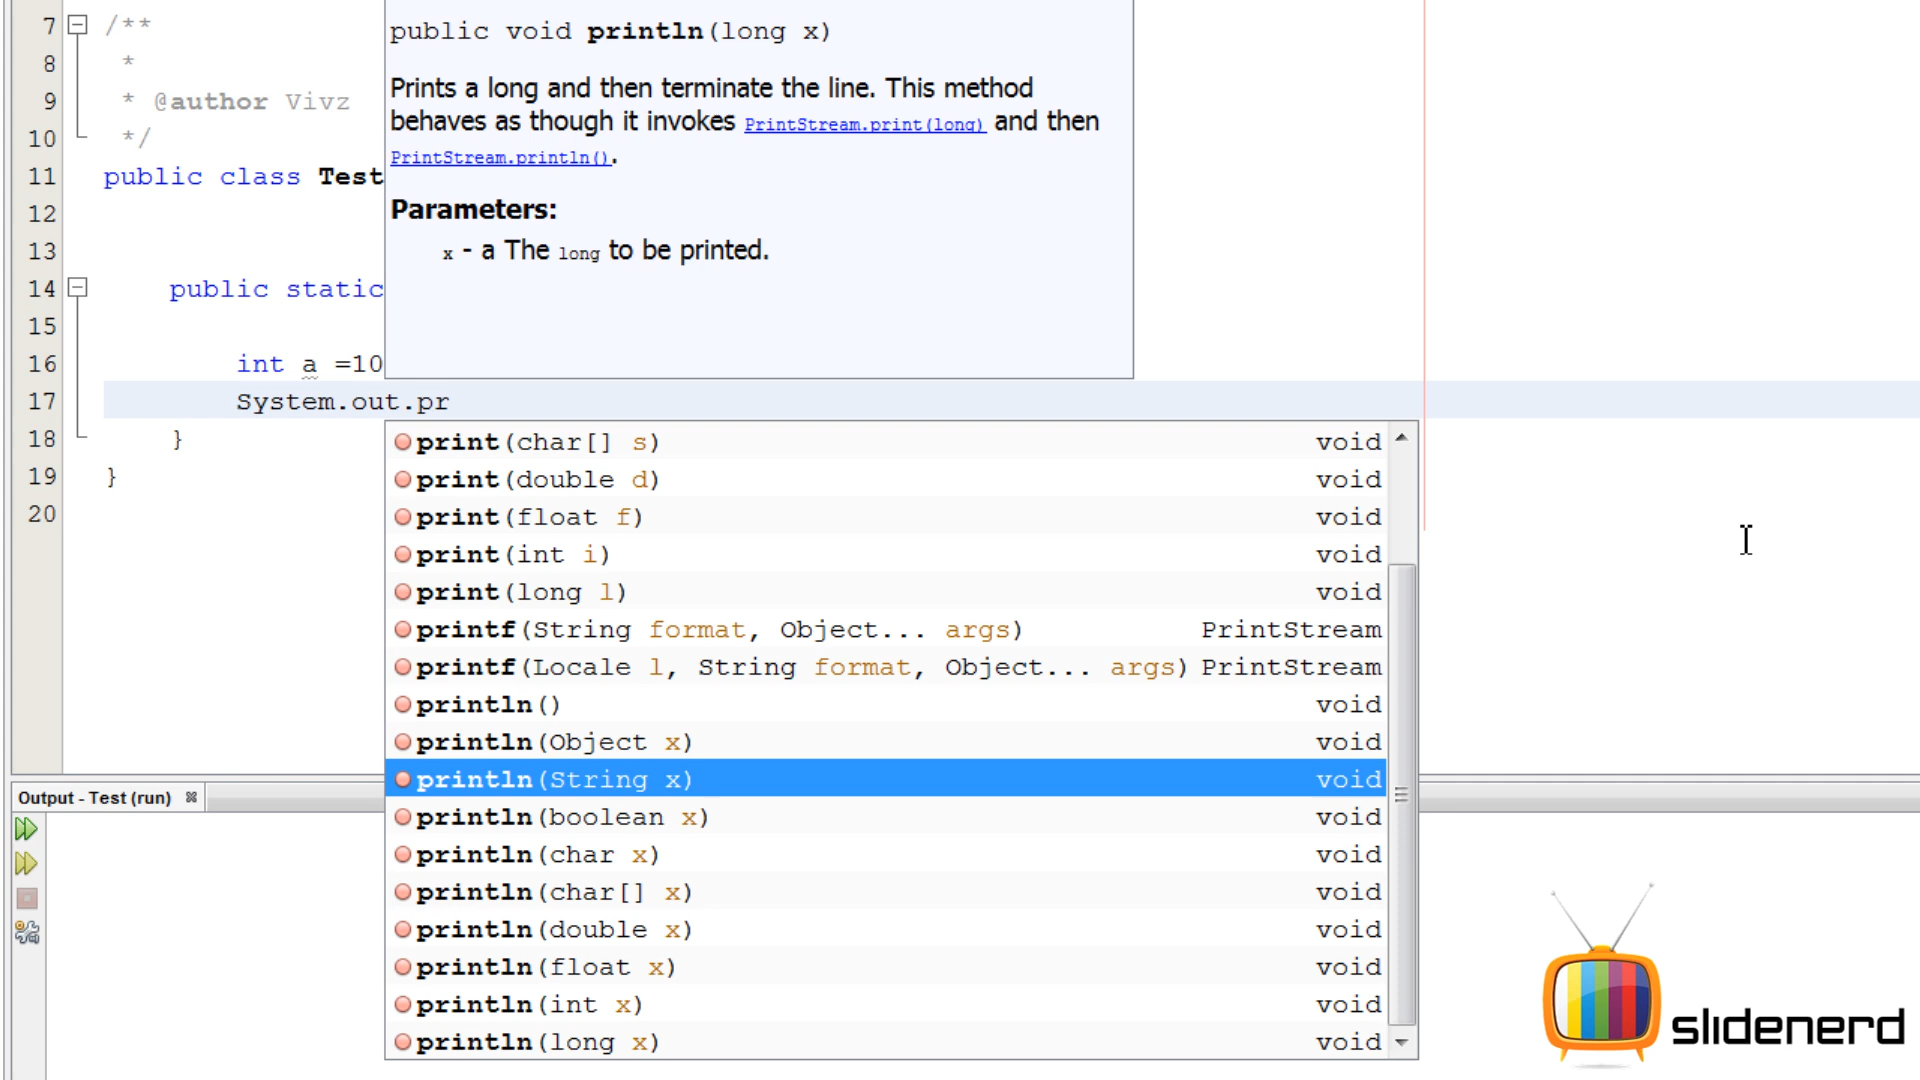 7 /**
8 *
9 * @author Vivz
10 */
11 public class Test
12
13
14 public static
15
16 int a =10
17 System.out.pr
18 }
19 }
20
public void println(long x)
Prints a long and then terminate the line. This method
behaves as though it invokes PrintStream.print(long) and then
PrintStream.println().
Parameters:
x - a The long to be printed.
print(char[] s) void
print(double d) void
print(float f) void
print(int i) void
print(long l) void
printf(String format, Object... args) PrintStream
printf(Locale l, String format, Object... args) PrintStream
println() void
println(Object x) void
println(String x) void
println(boolean x) void
println(char x) void
println(char[] x) void
println(double x) void
println(float x) void
println(int x) void
println(long x) void
Output - Test (run)
slidenerd